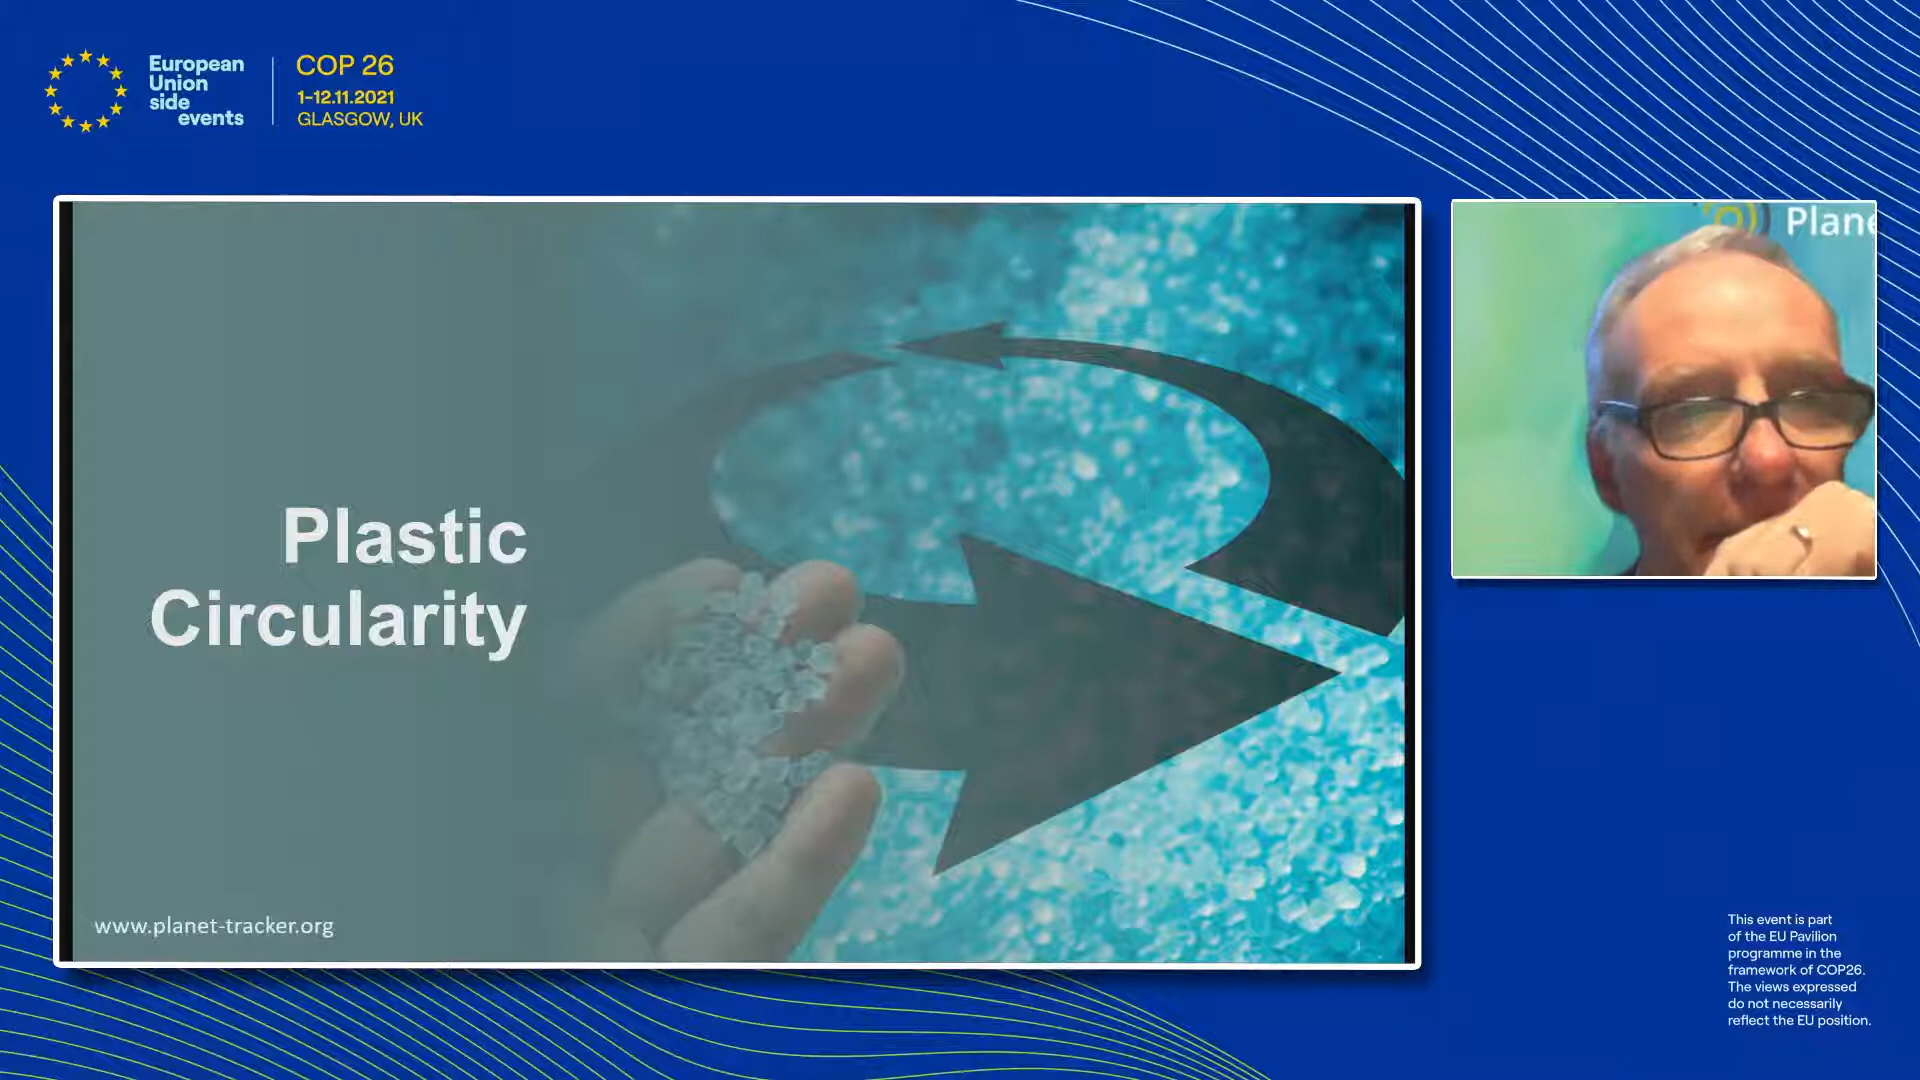 European
Union
side
events
COP 26
1-12.11.2021
GLASGOW, UK
Plastic
Circularity
www.planet-tracker.org
Plane
This event is part
of the EU Pavilion
programme in the
framework of COP26.
The views expressed
do not necessarily
reflect the EU position.